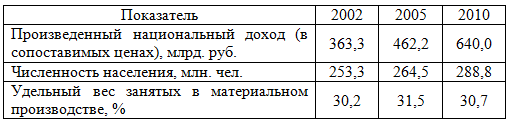 Показатель 2002 2005 2010
Произведенный национальный доход (в
сопоставимых ценах), млрд. руб. 363,3 462,2 640,0
Численность населения, млн. чел. 253,3 264,5 288,8
Удельный вес занятых в материальном
производстве, % 30,2 31,5 30,7